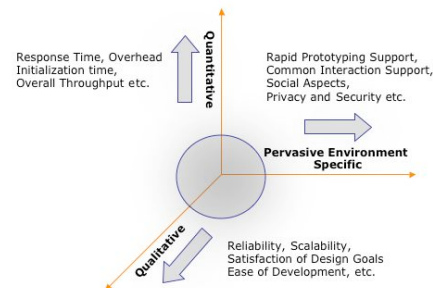 Response Time, Overhead
Initialization time,
Overall Throughput etc.
Quantitative
Rapid Prototyping Support,
Common Interaction Support,
Social Aspects,
Privacy and Security etc.
Pervasive Environment
Specific
Qualitative
Reliability, Scalability,
Satisfaction of Design Goals
Ease of Development, etc.